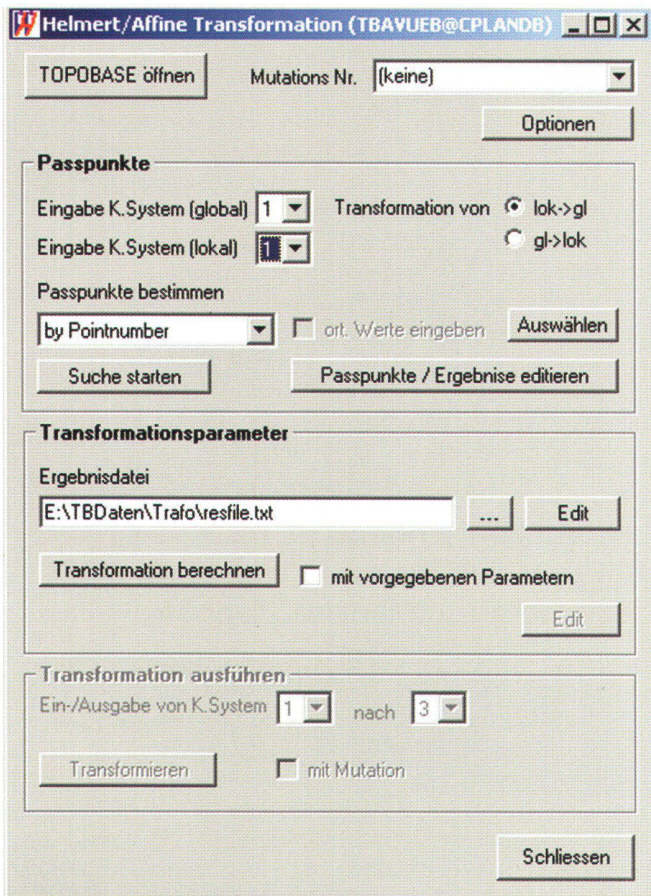 Helmert/Affine Transformation (TBAVUEB@CPLANDB)
TOPOBASE öffnen Mutations Nr. (keine)
Optionen
Passpunkte
Eingabe K.System (global) 1 Transformation von lok->gl
Eingabe K.System (lokal) 1 gl->lok
Passpunkte bestimmen
by Pointnumber ort. Werte eingeben Auswählen
Suche starten Passpunkte / Ergebnise editieren
Transformationsparameter
Ergebnisdatei
E:\TBDaten\Trafo\resfile.txt ... Edit
Transformation berechnen mit vorgegebenen Parametern
Edit
Transformation ausführen
Ein-/Ausgabe von K.System 1 nach 3
Transformieren mit Mutation
Schliessen